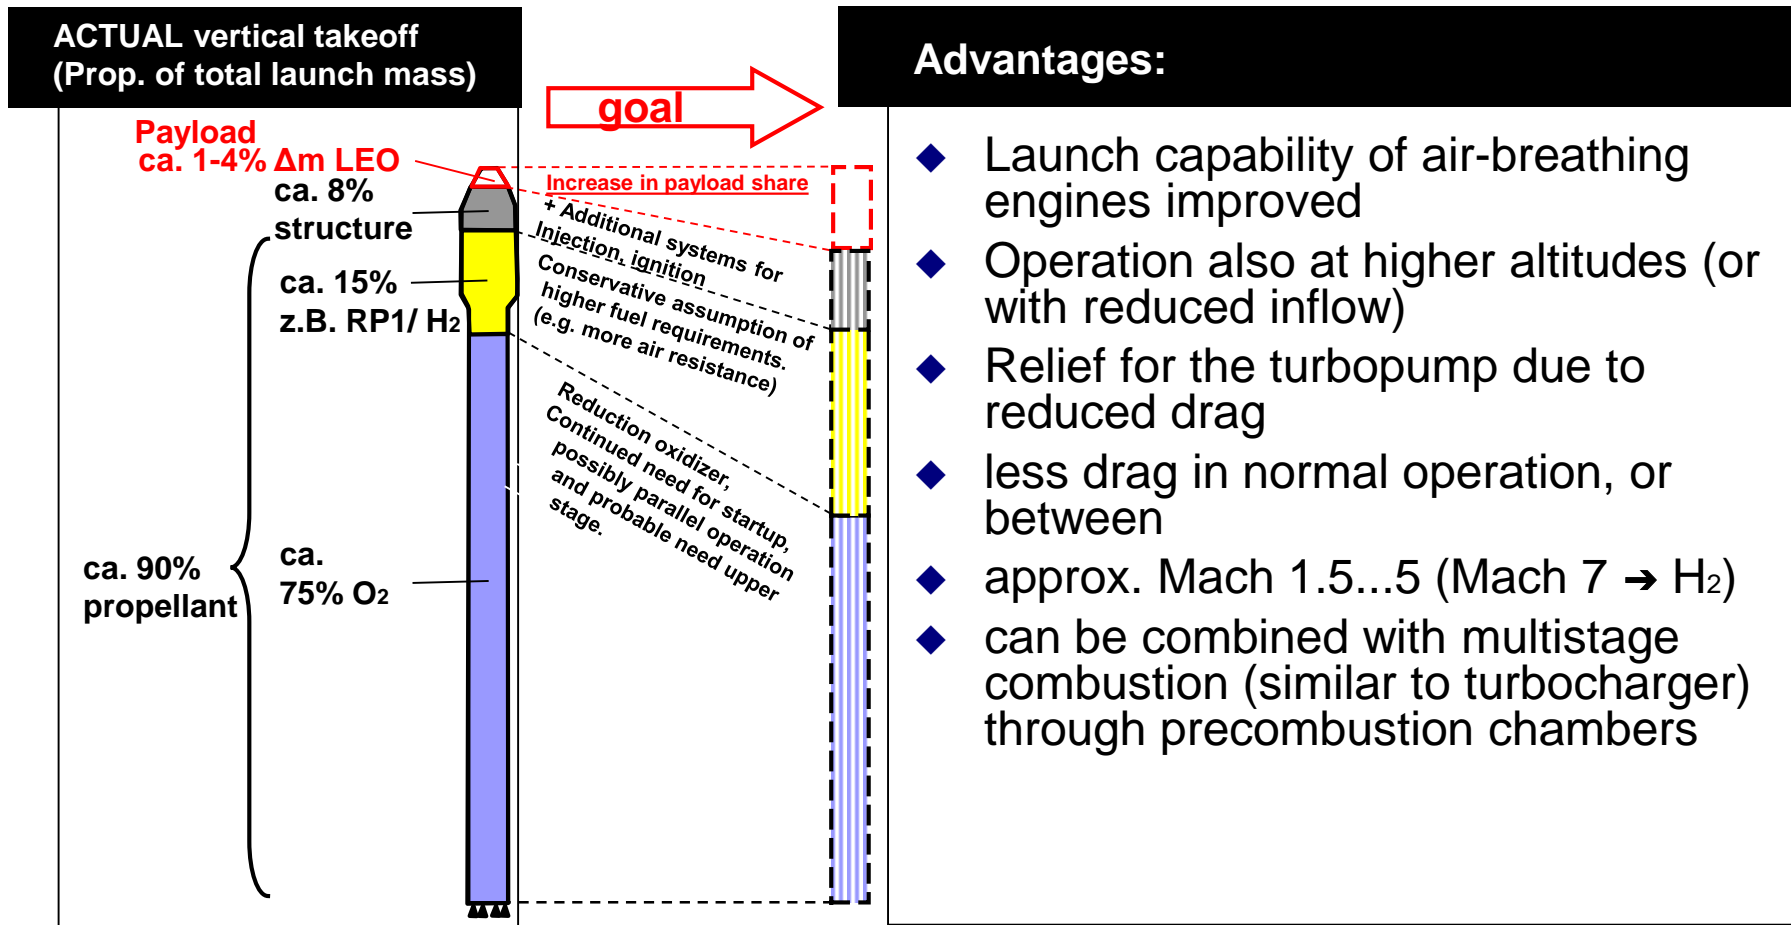 ACTUAL vertical takeoff
(Prop. of total launch mass)
Payload
ca. 1-4% Δm LEO
ca. 8%
structure
ca. 15%
z.B. RP1/ H₂
ca. 90%
propellant
ca.
75% O₂
goal
Increase in payload share
+ Additional systems for
Injection, ignition
Conservative assumption of
higher fuel requirements.
(e.g. more air resistance)
Reduction oxidizer,
Continued need for startup,
possibly parallel operation
and probable need upper
stage.
Advantages:
◆ Launch capability of air-breathing
engines improved
◆ Operation also at higher altitudes (or
with reduced inflow)
◆ Relief for the turbopump due to
reduced drag
◆ less drag in normal operation, or
between
◆ approx. Mach 1.5...5 (Mach 7 ➔ H₂)
◆ can be combined with multistage
combustion (similar to turbocharger)
through precombustion chambers